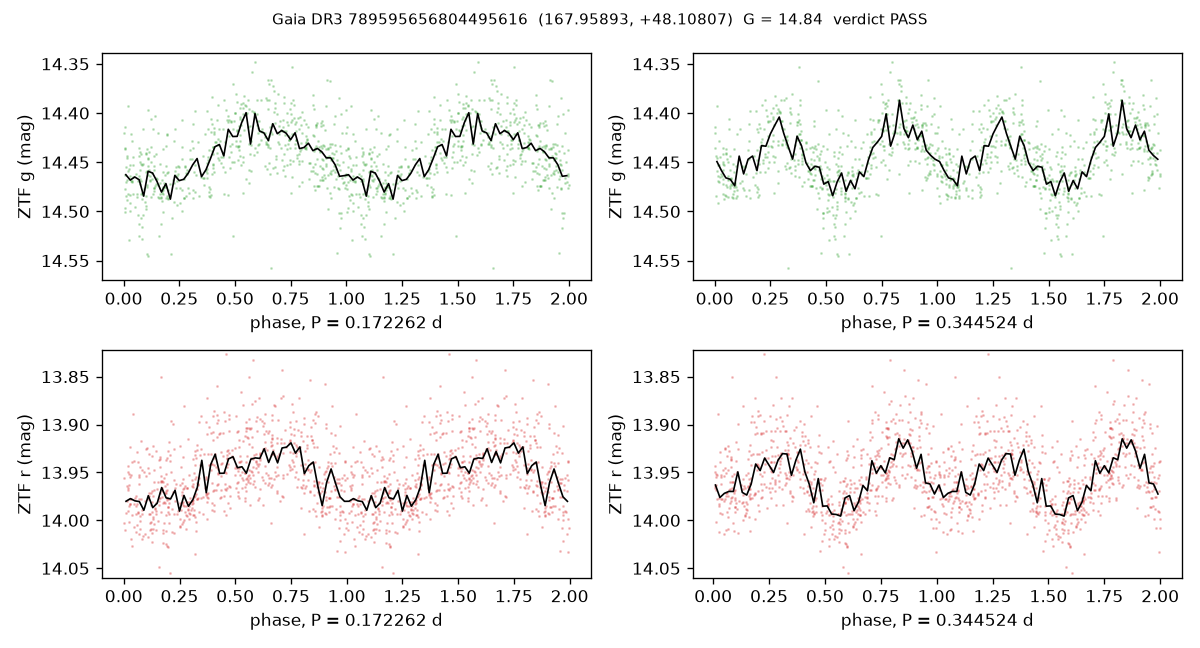 Gaia DR3 789595656804495616 (167.95893, +48.10807) G = 14.84 verdict PASS
ZTF g (mag)
14.35
14.40
14.45
14.50
14.55
0.00 0.25 0.50 0.75 1.00 1.25 1.50 1.75 2.00
phase, P = 0.172262 d
ZTF g (mag)
14.35
14.40
14.45
14.50
14.55
0.00 0.25 0.50 0.75 1.00 1.25 1.50 1.75 2.00
phase, P = 0.344524 d
ZTF r (mag)
13.85
13.90
13.95
14.00
14.05
0.00 0.25 0.50 0.75 1.00 1.25 1.50 1.75 2.00
phase, P = 0.172262 d
ZTF r (mag)
13.85
13.90
13.95
14.00
14.05
0.00 0.25 0.50 0.75 1.00 1.25 1.50 1.75 2.00
phase, P = 0.344524 d